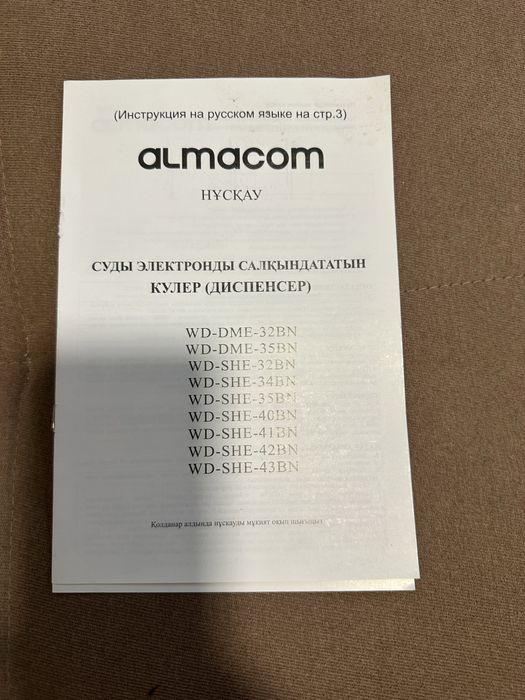 (Инструкция на русском языке на стр.3)
almacom
НҰСҚАУ
СУДЫ ЭЛЕКТРОНДЫ САЛҚЫНДАТАТЫН
КУЛЕР (ДИСПЕНСЕР)
WD-DME-32BN
WD-DME-35BN
WD-SHE-32BN
WD-SHE-34BN
WD-SHE-35BN
WD-SHE-40BN
WD-SHE-41BN
WD-SHE-42BN
WD-SHE-43BN
Қолданар алдында нұсқауды мұқият оқып шығыңыз